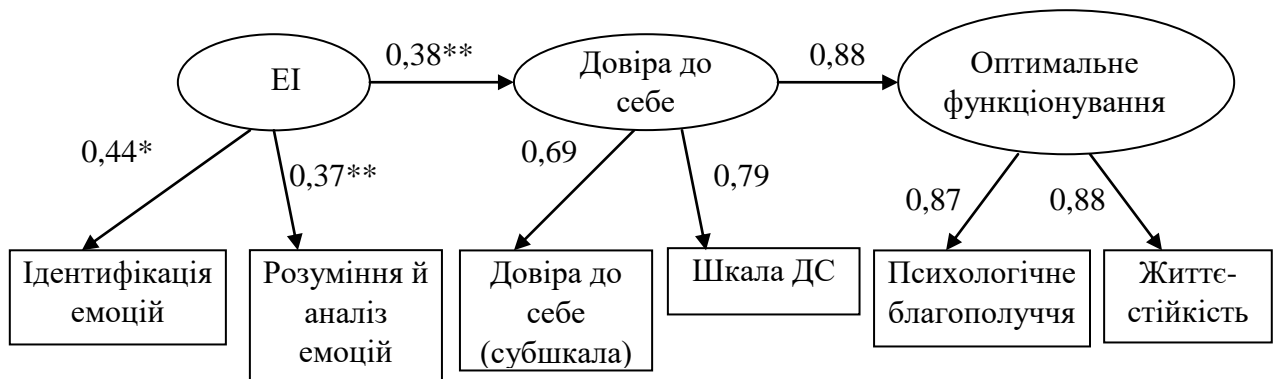 ЕІ
0,38**
Довіра до
себе
0,88
Оптимальне
функціонування
0,44*
0,37**
0,69
0,79
0,87
0,88
Ідентифікація
емоцій
Розуміння й
аналіз
емоцій
Довіра до
себе
(субшкала)
Шкала ДС
Психологічне
благополуччя
Життє-
стійкість